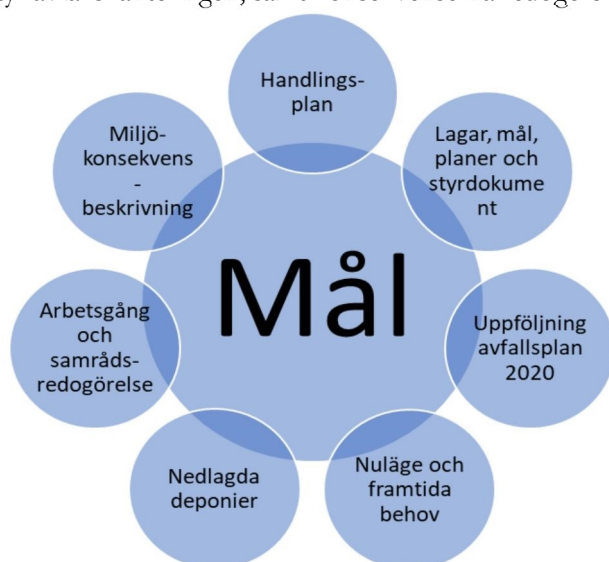 Handlings-
plan
Lagar, mål,
planer och
styrdokume
nt
Uppföljning
avfallsplan
2020
Nuläge och
framtida
behov
Nedlagda
deponier
Arbetsgång
och
samråds-
redogörelse
Miljö-
konsekvens
-
beskrivning
Mål